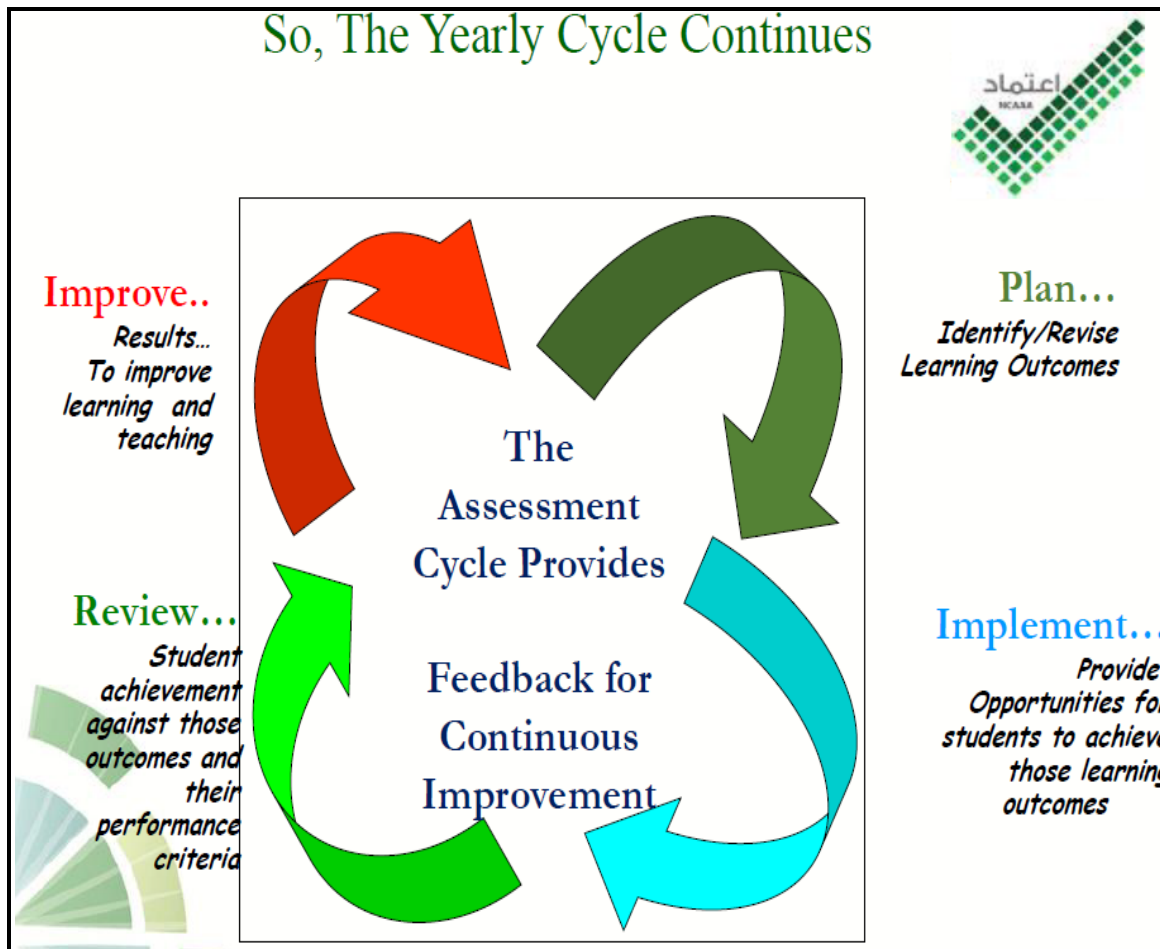 So, The Yearly Cycle Continues
اعتماد
NCAAA
Improve..
Results...
To improve
learning and
teaching
Plan...
Identify/Revise
Learning Outcomes
The
Assessment
Cycle Provides
Feedback for
Continuous
Improvement
Review...
Student
achievement
against those
outcomes and
their
performance
criteria
Implement...
Provide
Opportunities for
students to achieve
those learning
outcomes